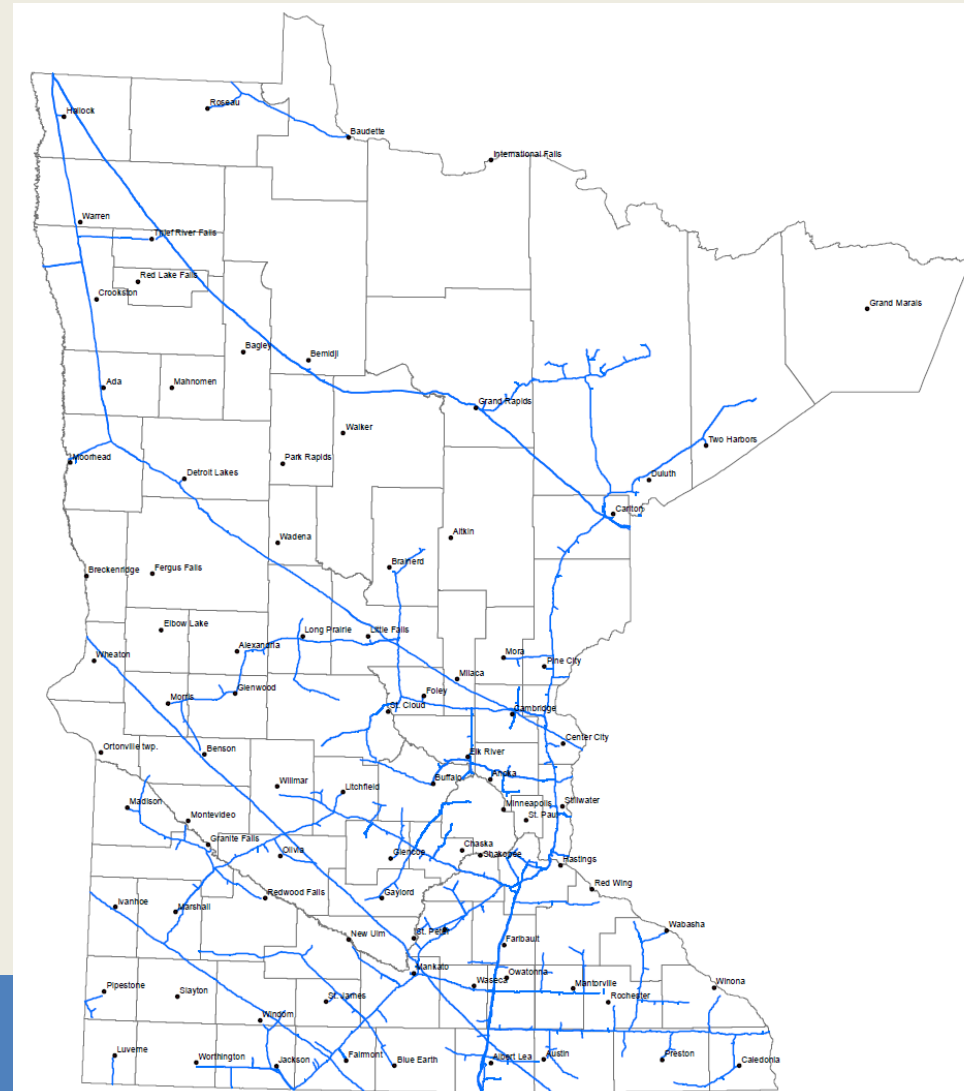 Roseau
Hallock
Baudette
International Falls
Warren
Thief River Falls
Red Lake Falls
Crookston
Grand Marais
Bagley
Bemidji
Ada
Mahnomen
Grand Rapids
Walker
Two Harbors
Moorhead
Park Rapids
Detroit Lakes
Duluth
Carlton
Aitkin
Wadena
Brainerd
Breckenridge
Fergus Falls
Elbow Lake
Long Prairie
Little Falls
Alexandria
Wheaton
Mora
Pine City
Milaca
Glenwood
Morris
Foley
St. Cloud
Cambridge
Center City
Ortonville twp.
Benson
Elk River
Anoka
Willmar
Buffalo
Litchfield
Madison
Minneapolis
Stillwater
Montevideo
St. Paul
Granite Falls
Chaska
Olivia
Glencoe
Shakopee
Hastings
Red Wing
Redwood Falls
Gaylord
Ivanhoe
Marshall
Wabasha
New Ulm
St. Peter
Faribault
Mankato
Owatonna
Waseca
Mantorville
Winona
Pipestone
Slayton
St. James
Rochester
Windom
Luverne
Worthington
Jackson
Fairmont
Blue Earth
Albert Lea
Austin
Preston
Caledonia